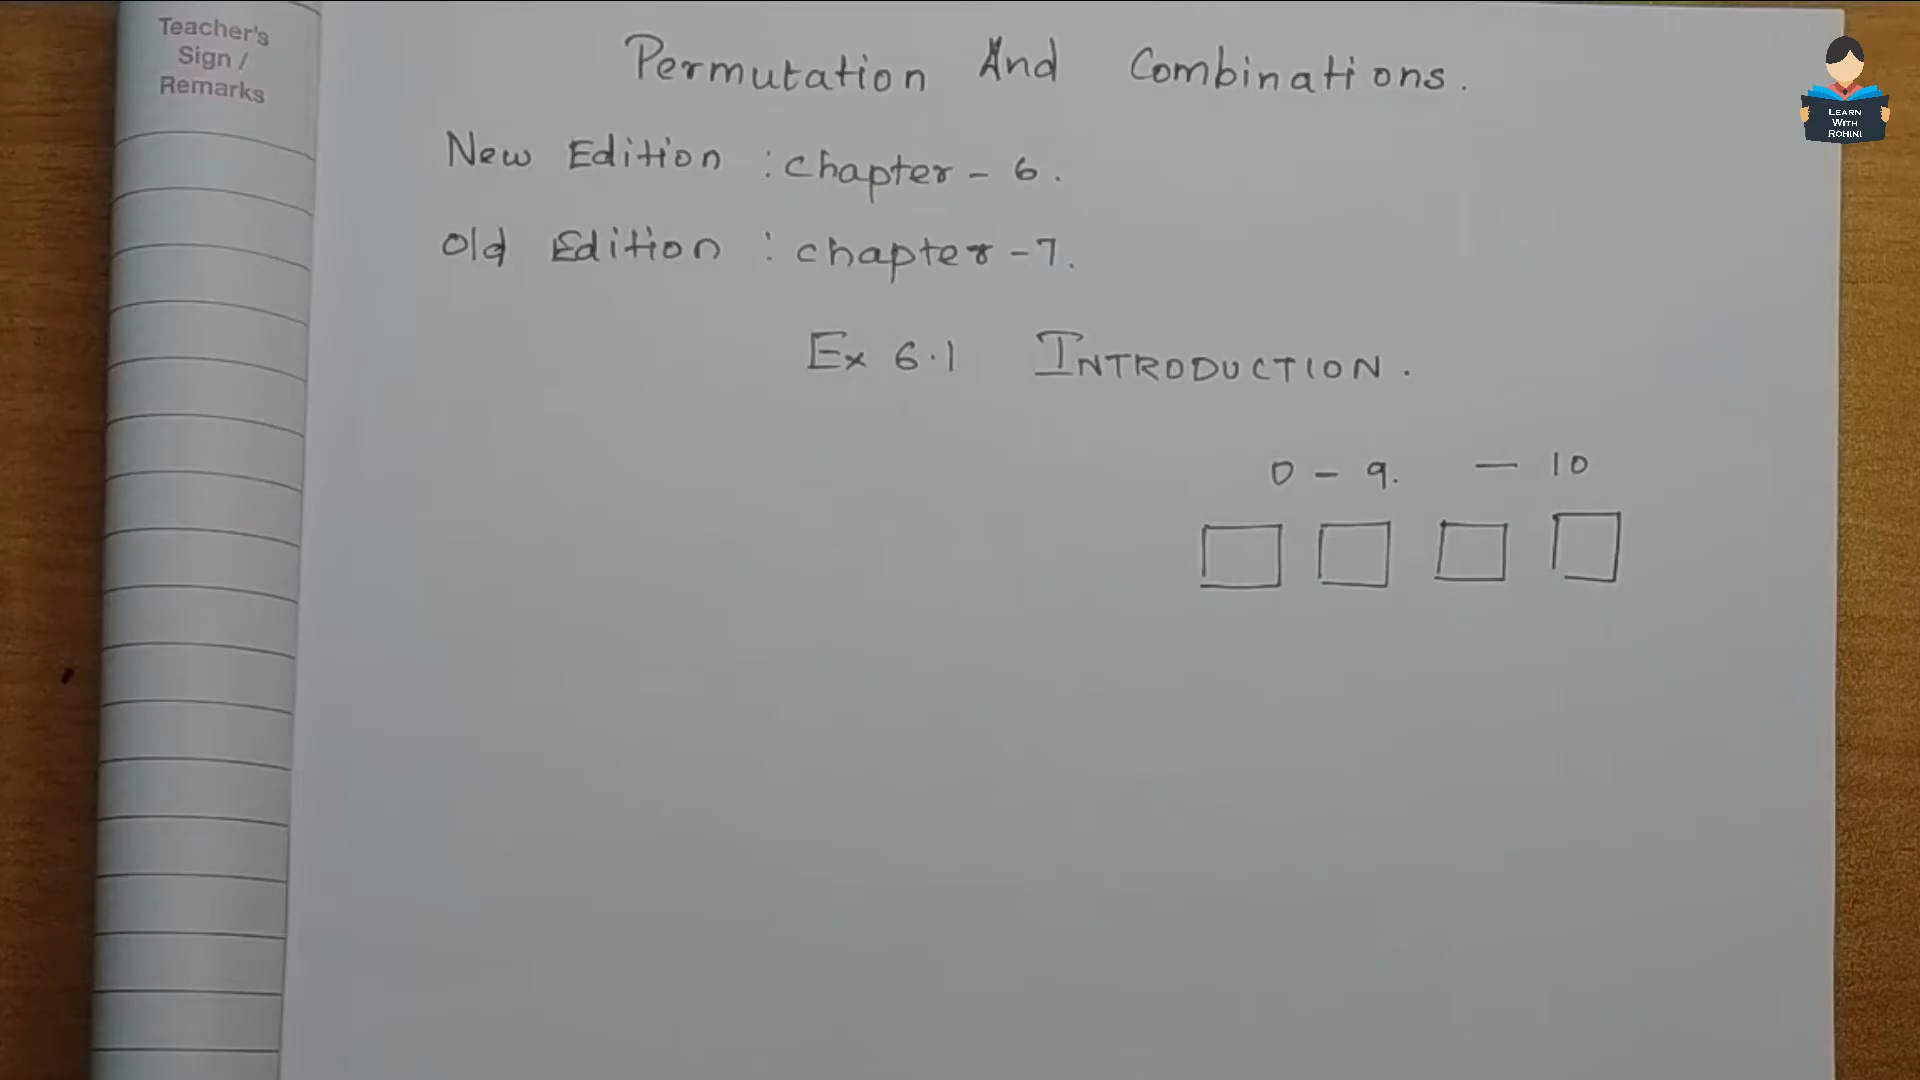 Teacher's
Sign /
Remarks
Permutation And Combinations.
LEARN
WITH
ROHINI
New Edition : chapter - 6.
Old Edition : chapter - 7.
Ex 6.1 INTRODUCTION.
0 - 9. — 10